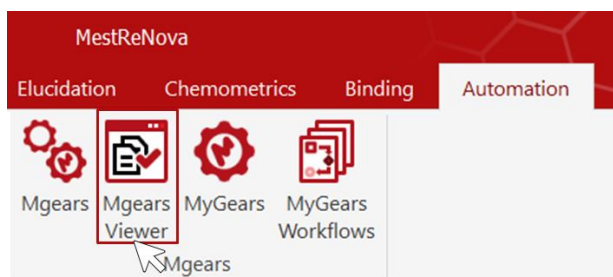 MestReNova
Elucidation Chemometrics Binding Automation
Mgears Mgears MyGears MyGears
Viewer Workflows
Mgears